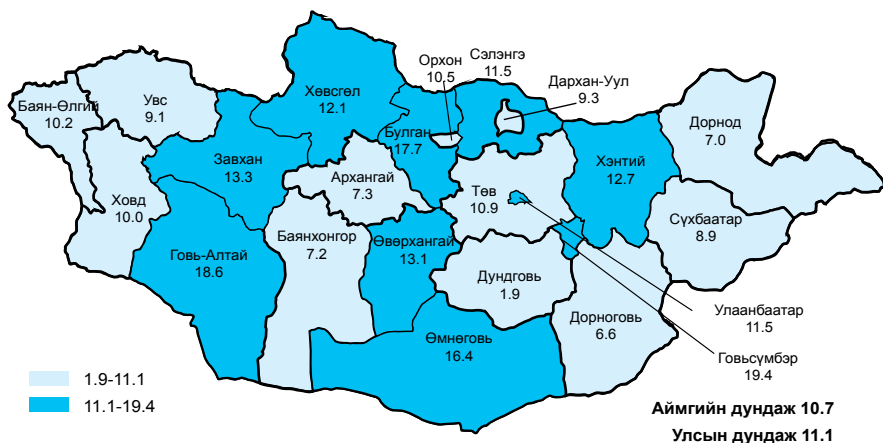 Орхон
10.5
Сэлэнгэ
11.5
Дархан-Уул
9.3
Хөвсгөл
12.1
Увс
9.1
Баян-Өлгий
10.2
Дорнод
7.0
Булган
17.7
Завхан
13.3
Архангай
7.3
Хэнтий
12.7
Төв
10.9
Ховд
10.0
Сүхбаатар
8.9
Баянхонгор
7.2
Өвөрхангай
13.1
Говь-Алтай
18.6
Дундговь
1.9
Дорноговь
6.6
Улаанбаатар
11.5
Өмнөговь
16.4
Говьсүмбэр
19.4
1.9-11.1
11.1-19.4
Аймгийн дундаж 10.7
Улсын дундаж 11.1